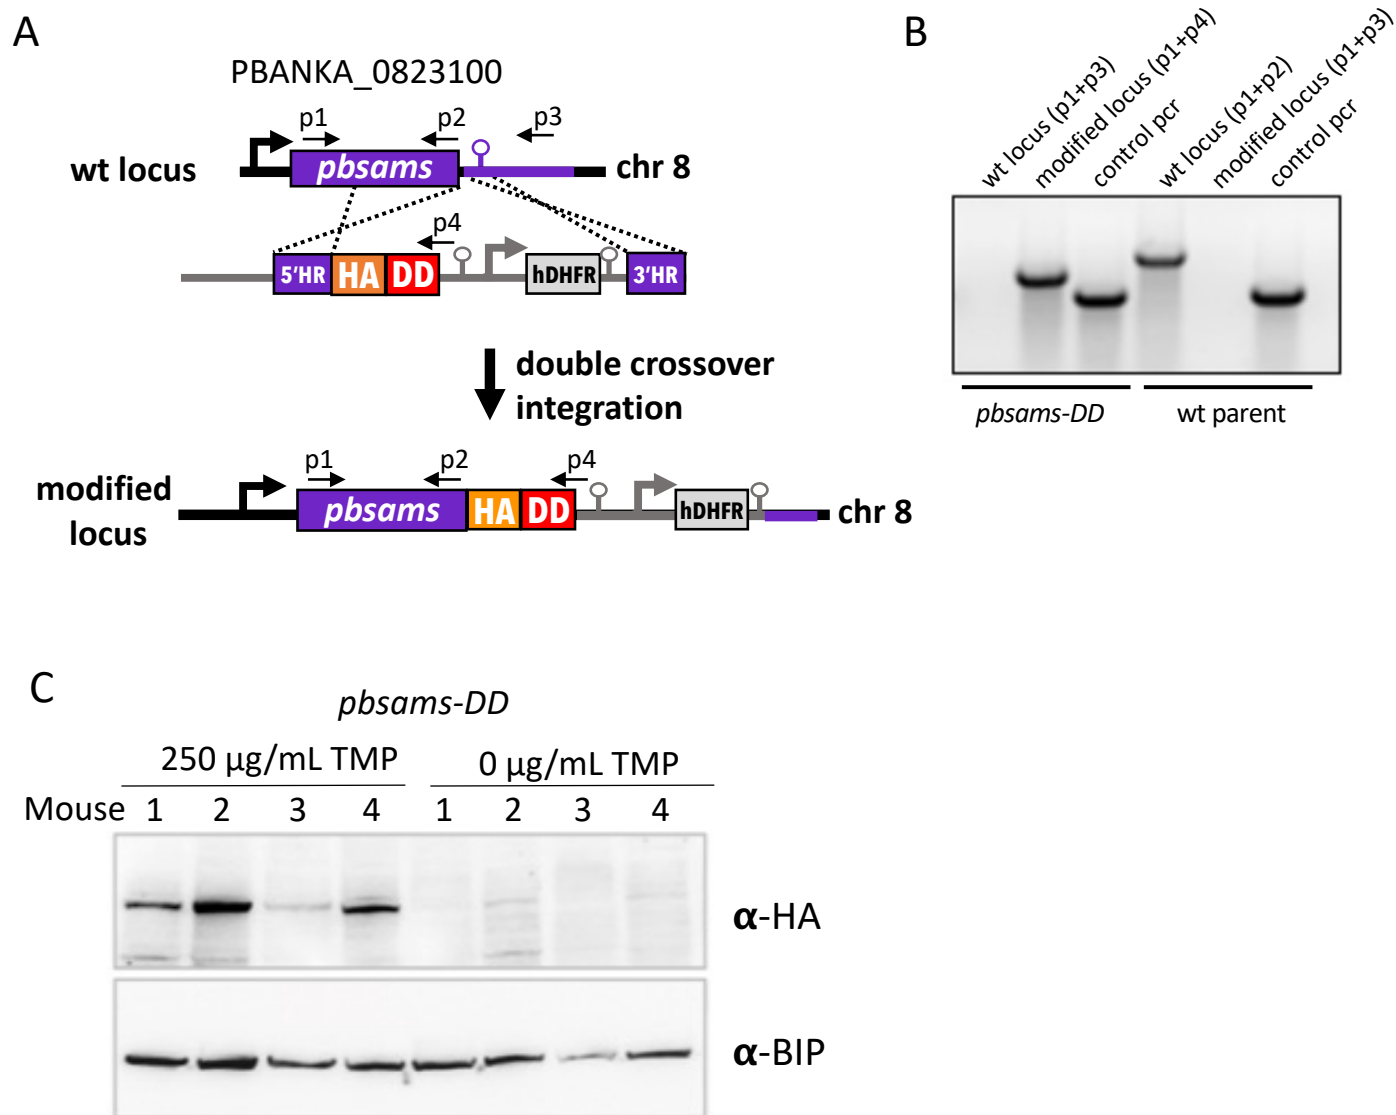 A
PBANKA_0823100
p1
p2
p3
wt locus
pbsams
chr 8
p4
5'HR
HA
DD
hDHFR
3'HR
double crossover
integration
p1
p2
p4
modified
locus
pbsams
HA
DD
hDHFR
chr 8
B
wt locus (p1+p3)
modified locus (p1+p4)
control pcr
wt locus (p1+p2)
modified locus (p1+p3)
control pcr
pbsams-DD
wt parent
C
pbsams-DD
250 µg/mL TMP
0 µg/mL TMP
Mouse 1 2 3 4 1 2 3 4
α-HA
α-BIP